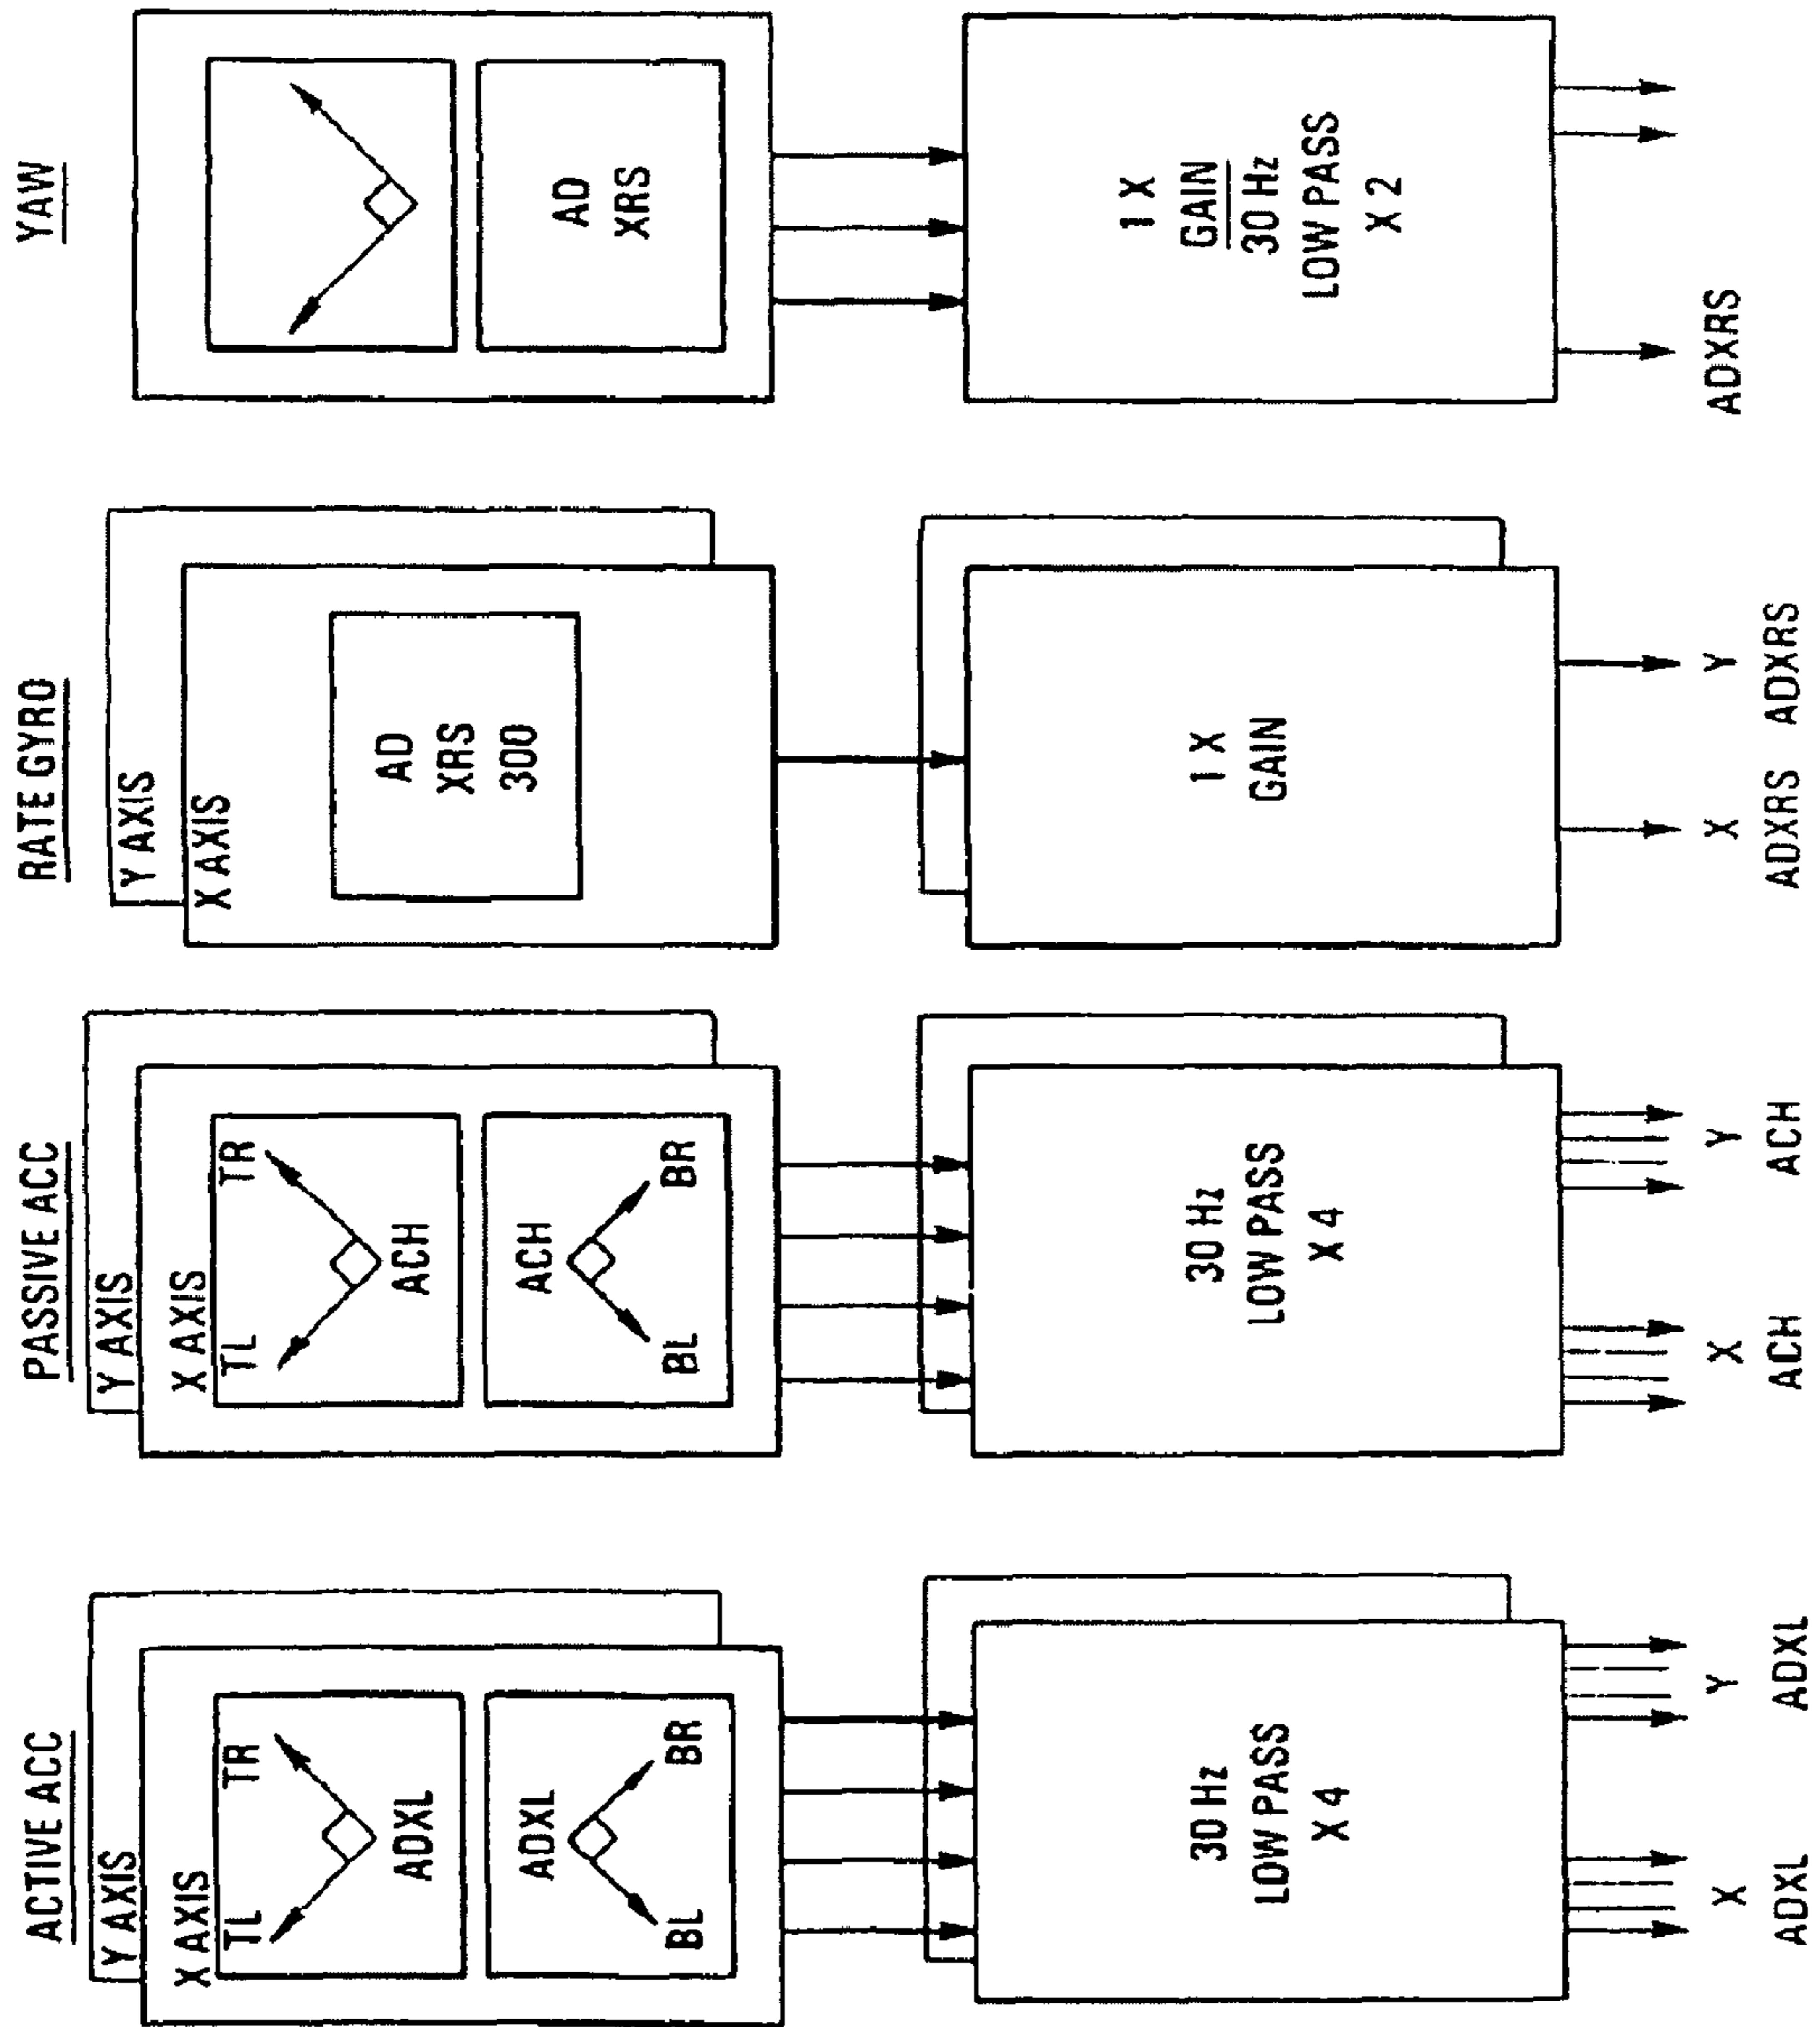 ACTIVE ACC
Y AXIS
X AXIS
TL
TR
ADXL
ADXL
BL
BR
30 Hz
LOW PASS
X 4
X
Y
ADXL
ADXL
PASSIVE ACC
Y AXIS
X AXIS
TL
TR
ACH
ACH
BL
BR
30 Hz
LOW PASS
X 4
X
Y
ACH
ACH
RATE GYRO
Y AXIS
X AXIS
AD
XRS
300
1 X
GAIN
X
Y
ADXRS
ADXRS
YAW
AD
XRS
1 X
GAIN
30 Hz
LOW PASS
X 2
ADXRS